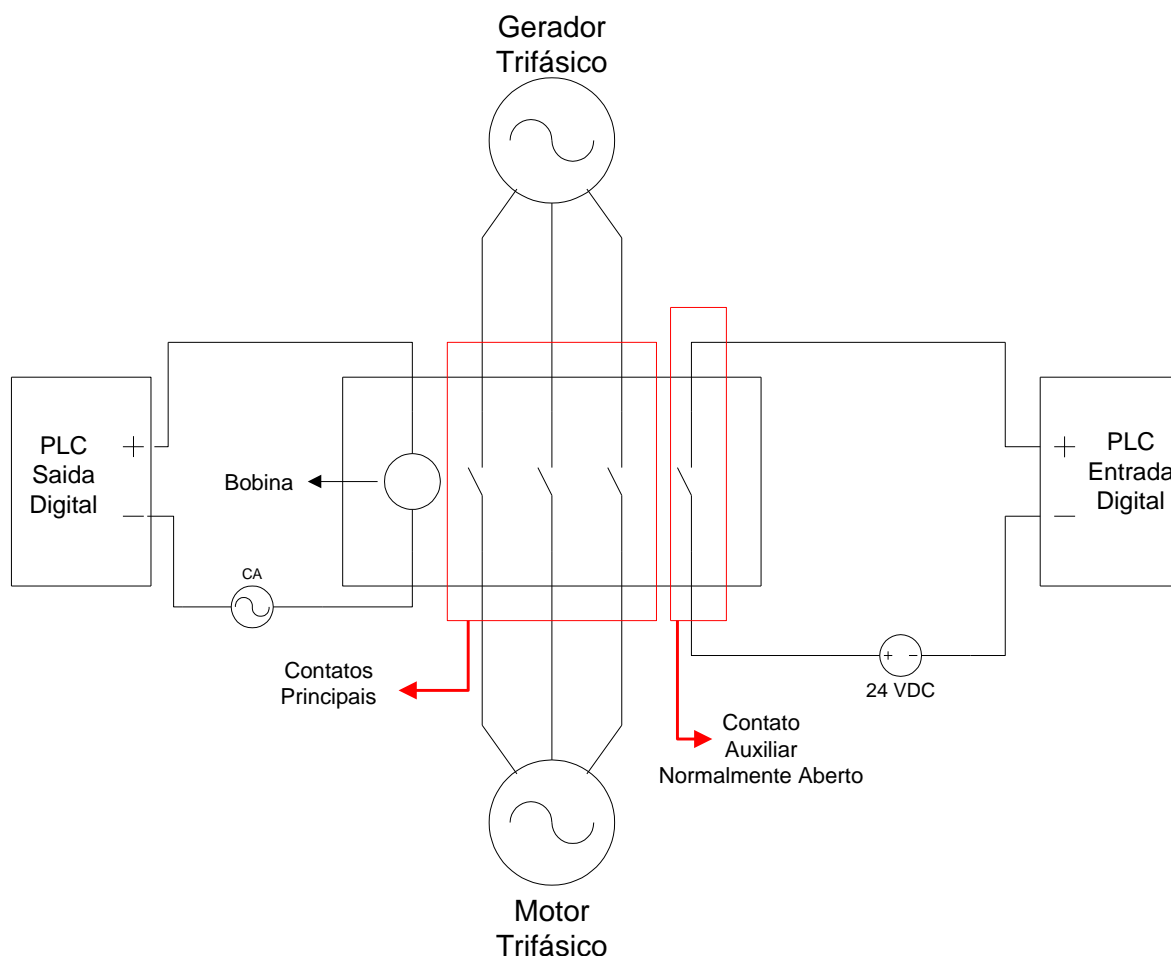 Gerador
Trifásico
PLC
Saida
Digital
+
−
Bobina
CA
PLC
Entrada
Digital
+
−
+ -
24 VDC
Contatos
Principais
Contato
Auxiliar
Normalmente Aberto
Motor
Trifásico